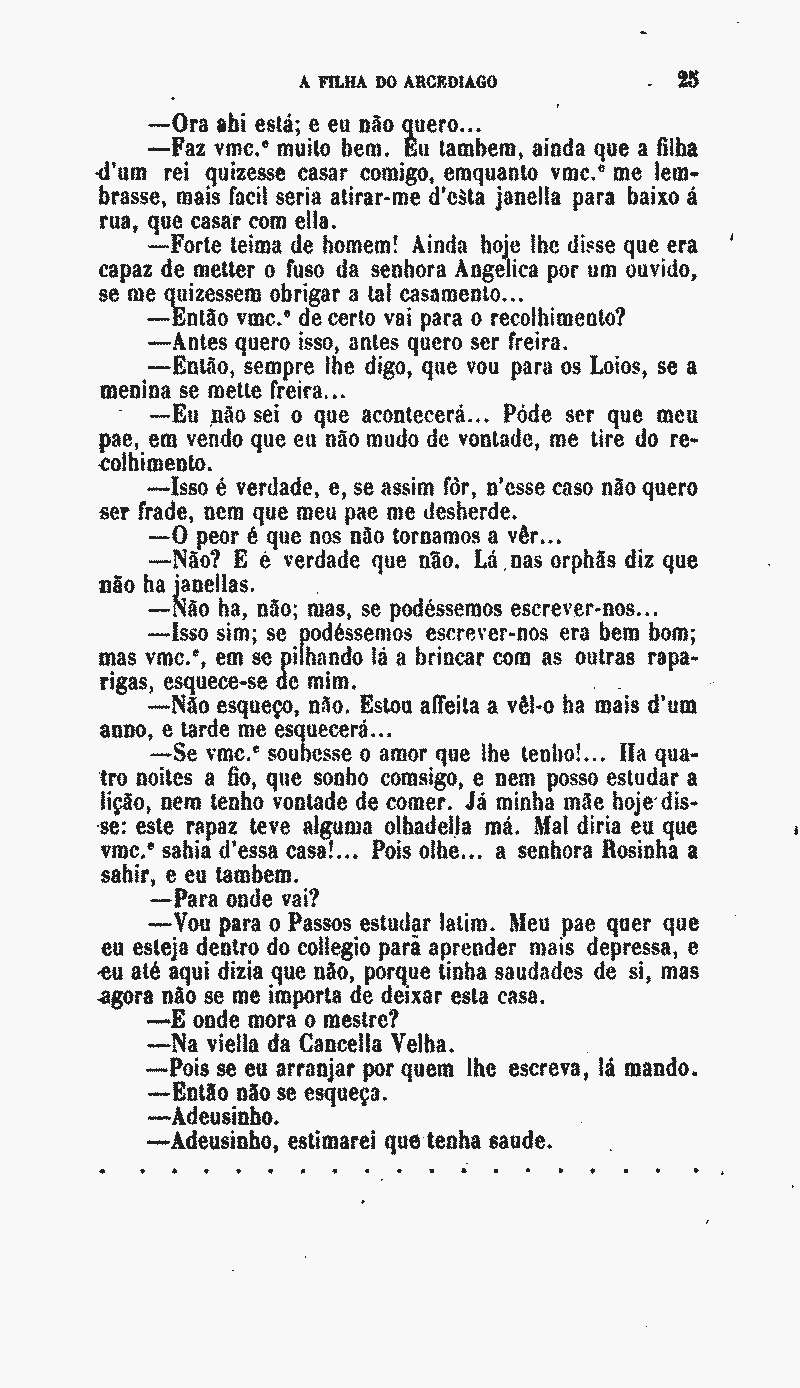 A FILHA DO ARCEDIAGO 25
—Ora ahi está; e eu não quero...
—Faz vmc.ᵉ muito bem. Eu tambem, ainda que a filha
d'um rei quizesse casar comigo, emquanto vmc.ᵉ me lem-
brasse, mais facil seria atirar-me d'esta janella para baixo á
rua, que casar com ella.
—Forte teima de homem! Ainda hoje lhe disse que era
capaz de metter o fuso da senhora Angelica por um ouvido,
se me quizessem obrigar a tal casamento...
—Então vmc.ᵉ de certo vai para o recolhimento?
—Antes quero isso, antes quero ser freira.
—Então, sempre lhe digo, que vou para os Loios, se a
menina se mette freira...
—Eu não sei o que acontecerá... Póde ser que meu
pae, em vendo que eu não mudo de vontade, me tire do re-
colhimento.
—Isso é verdade, e, se assim fôr, n'esse caso não quero
ser frade, nem que meu pae me desherde.
—O peor é que nos não tornamos a vêr...
—Não? E é verdade que não. Lá nas orphãs diz que
não ha janellas.
—Não ha, não; mas, se podéssemos escrever-nos...
—Isso sim; se podéssemos escrever-nos era bem bom;
mas vmc.ᵉ, em se pilhando lá a brincar com as outras rapa-
rigas, esquece-se de mim.
—Não esqueço, não. Estou affeita a vêl-o ha mais d'um
anno, e tarde me esquecerá...
—Se vmc.ᵉ soubesse o amor que lhe tenho!... Ha qua-
tro noites a fio, que sonho comsigo, e nem posso estudar a
lição, nem tenho vontade de comer. Já minha mãe hoje dis-
se: este rapaz teve alguma olhadella má. Mal diria eu que
vmc.ᵉ sahia d'essa casa!... Pois olhe... a senhora Rosinha a
sahir, e eu tambem.
—Para onde vai?
—Vou para o Passos estudar latim. Meu pae quer que
eu esteja dentro do collegio para aprender mais depressa, e
eu até aqui dizia que não, porque tinha saudades de si, mas
agora não se me importa de deixar esta casa.
—E onde mora o mestre?
—Na viella da Cancella Velha.
—Pois se eu arranjar por quem lhe escreva, lá mando.
—Então não se esqueça.
—Adeusinho.
—Adeusinho, estimarei que tenha saude.
. . . . . . . . . . . . . . . . . . . .